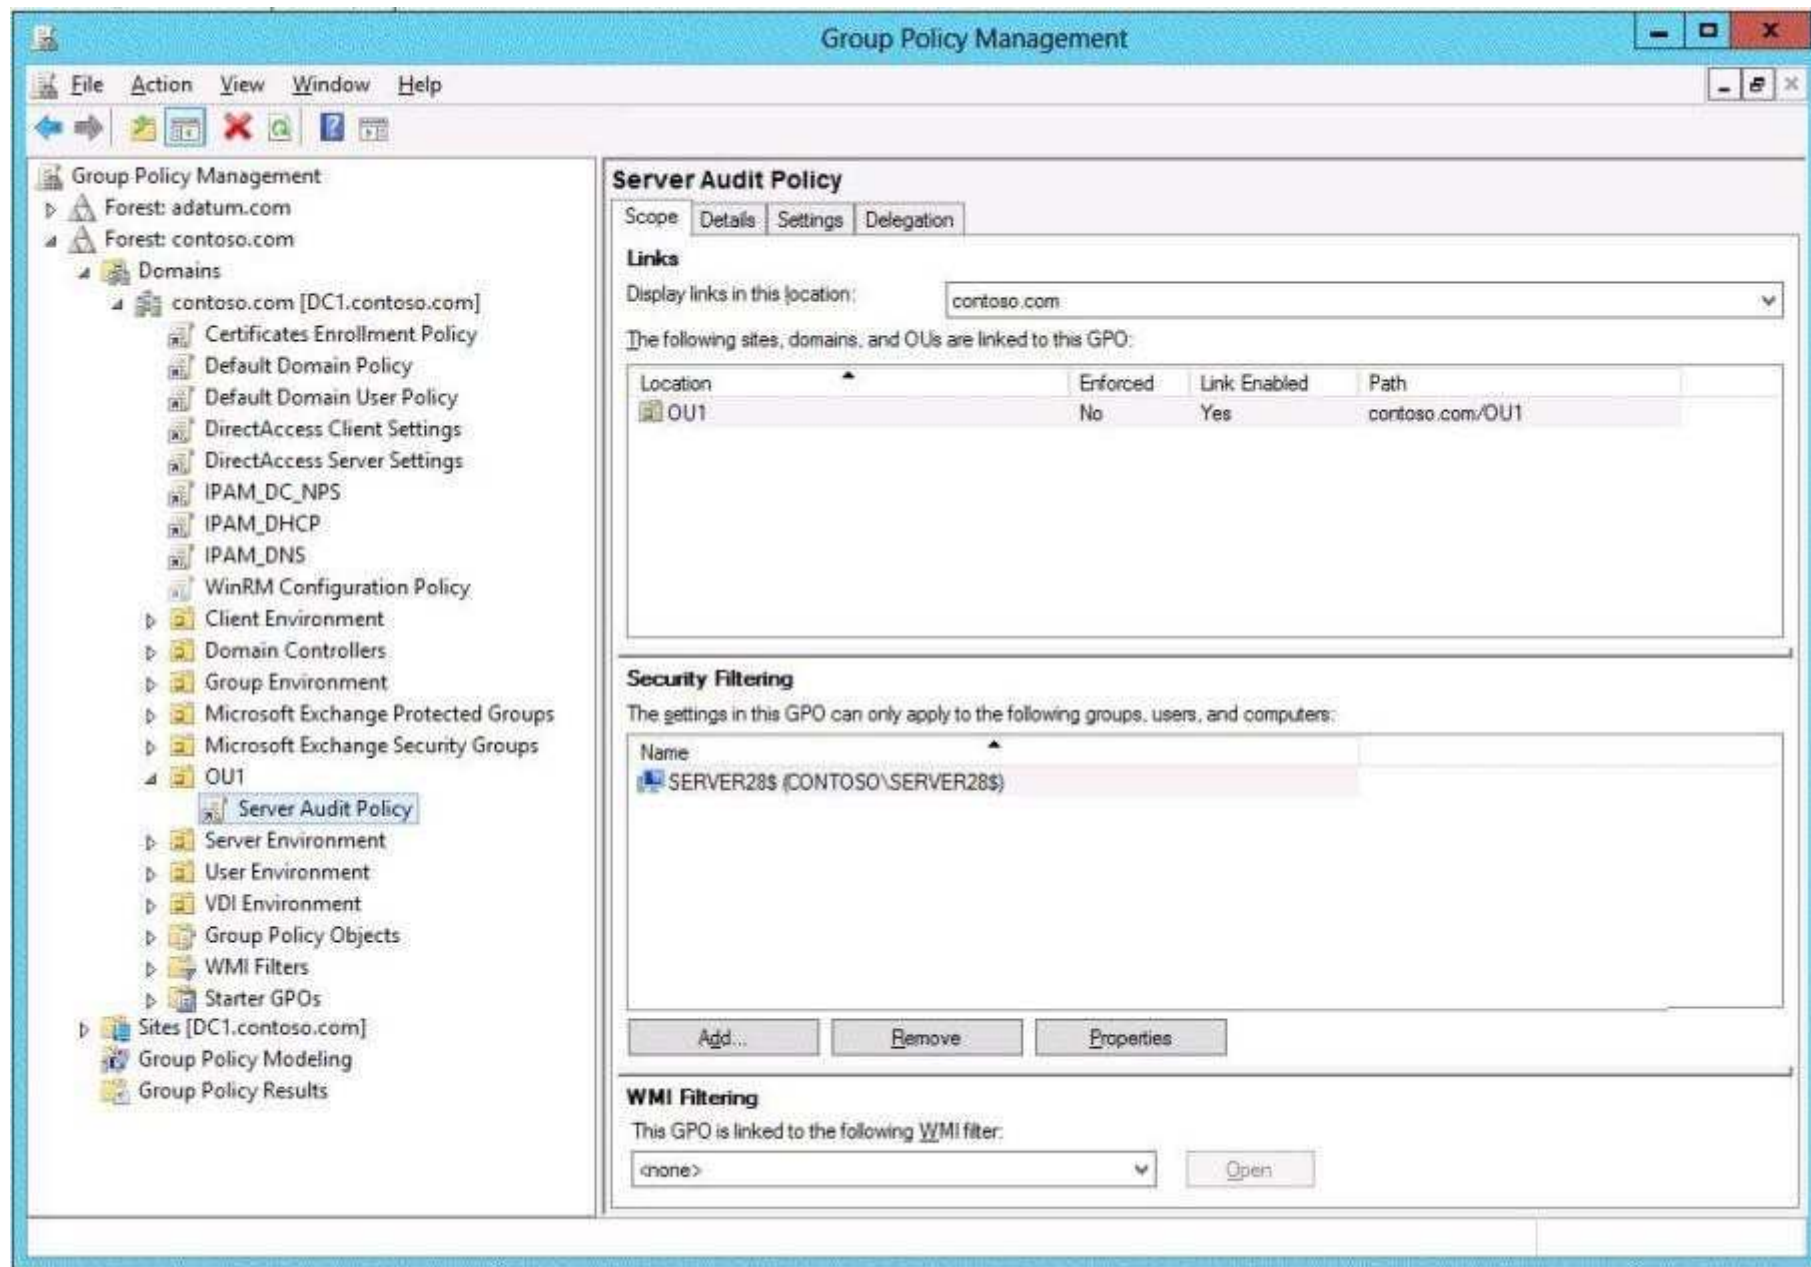 Group Policy Management
File Action View Window Help
Group Policy Management
Forest: adatum.com
Forest: contoso.com
Domains
contoso.com [DC1.contoso.com]
Certificates Enrollment Policy
Default Domain Policy
Default Domain User Policy
DirectAccess Client Settings
DirectAccess Server Settings
IPAM_DC_NPS
IPAM_DHCP
IPAM_DNS
WinRM Configuration Policy
Client Environment
Domain Controllers
Group Environment
Microsoft Exchange Protected Groups
Microsoft Exchange Security Groups
OU1
Server Audit Policy
Server Environment
User Environment
VDI Environment
Group Policy Objects
WMI Filters
Starter GPOs
Sites [DC1.contoso.com]
Group Policy Modeling
Group Policy Results
Server Audit Policy
Scope Details Settings Delegation
Links
Display links in this location: contoso.com
The following sites, domains, and OUs are linked to this GPO:
Location Enforced Link Enabled Path
OU1 No Yes contoso.com/OU1
Security Filtering
The settings in this GPO can only apply to the following groups, users, and computers:
Name
SERVER28$ (CONTOSO\SERVER28$)
Add... Remove Properties
WMI Filtering
This GPO is linked to the following WMI filter:
<none> Open